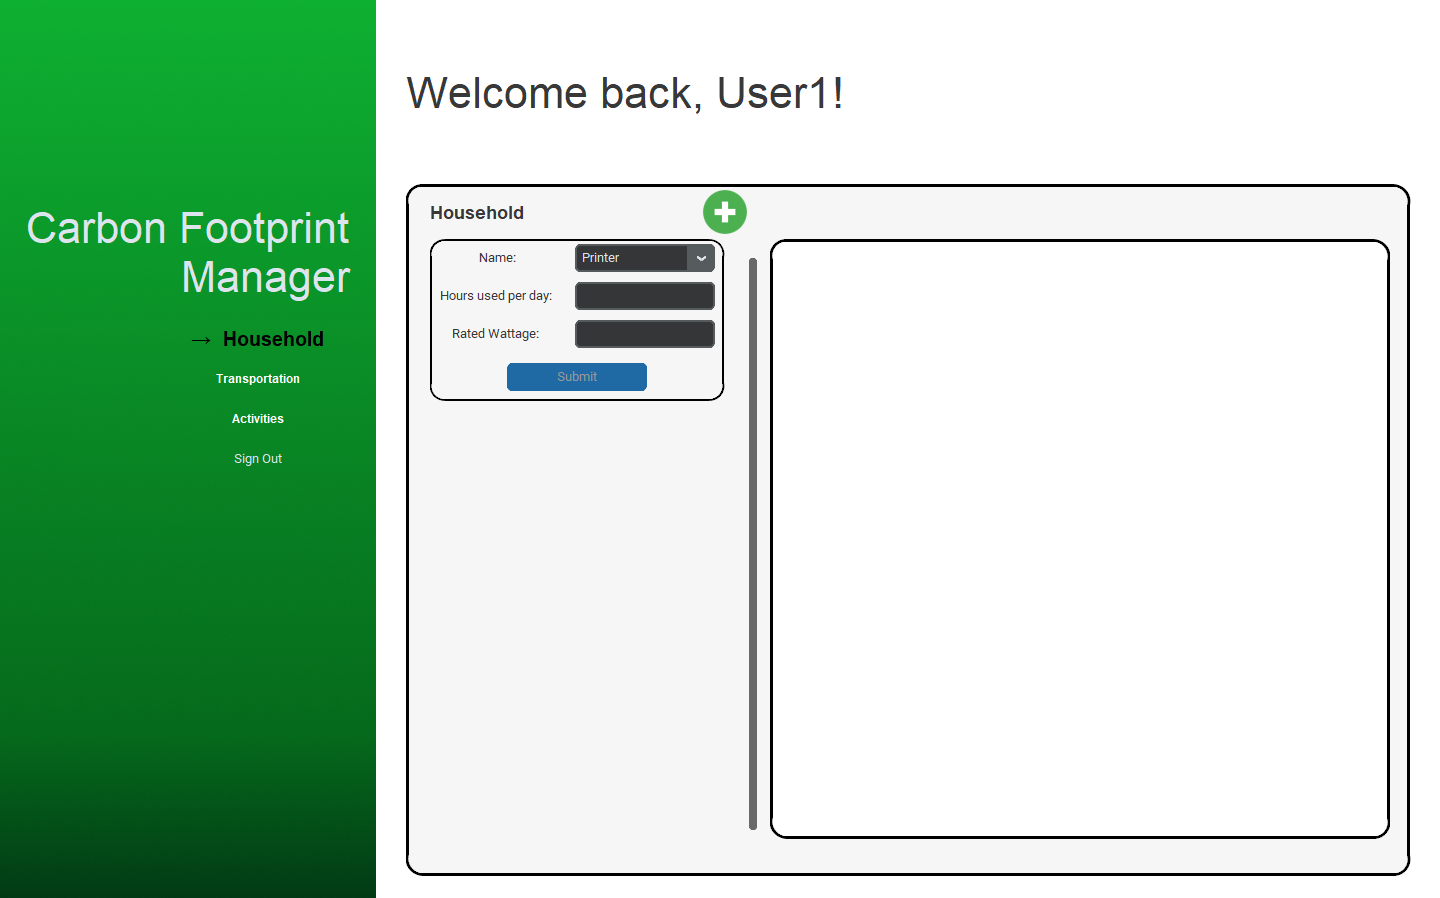 Carbon Footprint
Manager
→ Household
Transportation
Activities
Sign Out
Welcome back, User1!
Household
Name:
Printer
Hours used per day:
Rated Wattage:
Submit